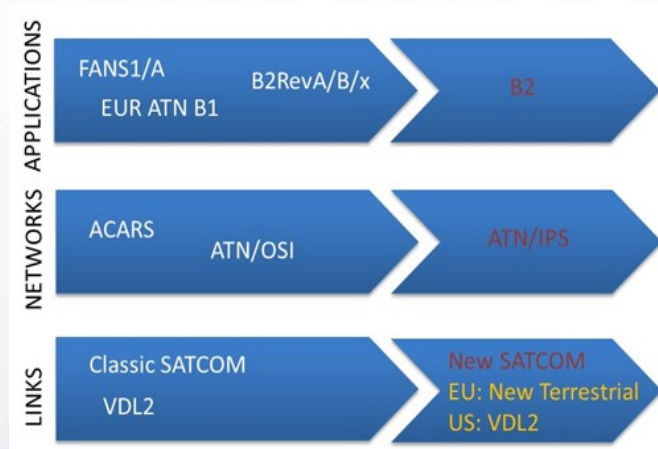 APPLICATIONS
FANS1/A
B2RevA/B/x
EUR ATN B1
B2
NETWORKS
ACARS
ATN/OSI
ATN/IPS
LINKS
Classic SATCOM
VDL2
New SATCOM
EU: New Terrestrial
US: VDL2